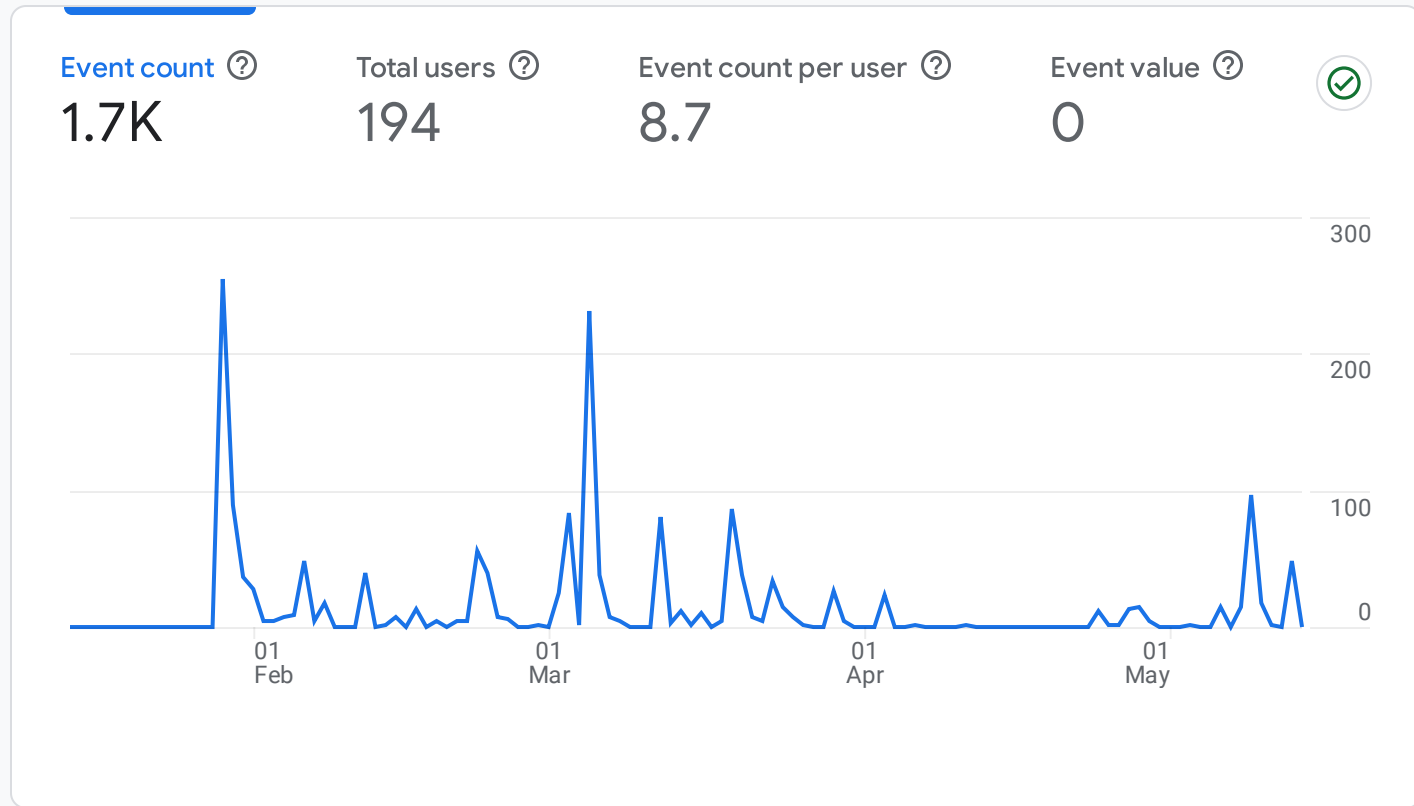 Event count
Total users
Event count per user
Event value
1.7K
194
8.7
0
300
200
100
0
01
Feb
01
Mar
01
Apr
01
May